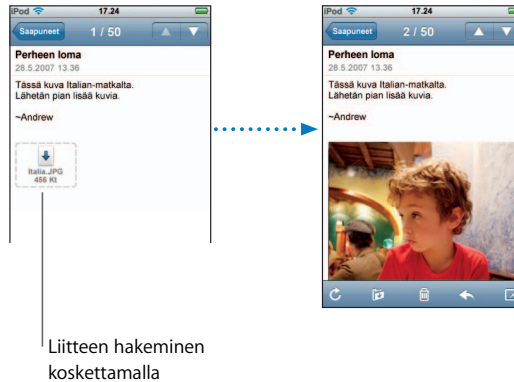 iPod 17.24
Saapuneet 1 / 50
Perheen loma
28.5.2007 13.36
Tässä kuva Italian-matkalta.
Lähetän pian lisää kuvia.
~Andrew
Italia.JPG
456 Kt
Liitteen hakeminen
koskettamalla
iPod 17.24
Saapuneet 2 / 50
Perheen loma
28.5.2007 13.36
Tässä kuva Italian-matkalta.
Lähetän pian lisää kuvia.
~Andrew